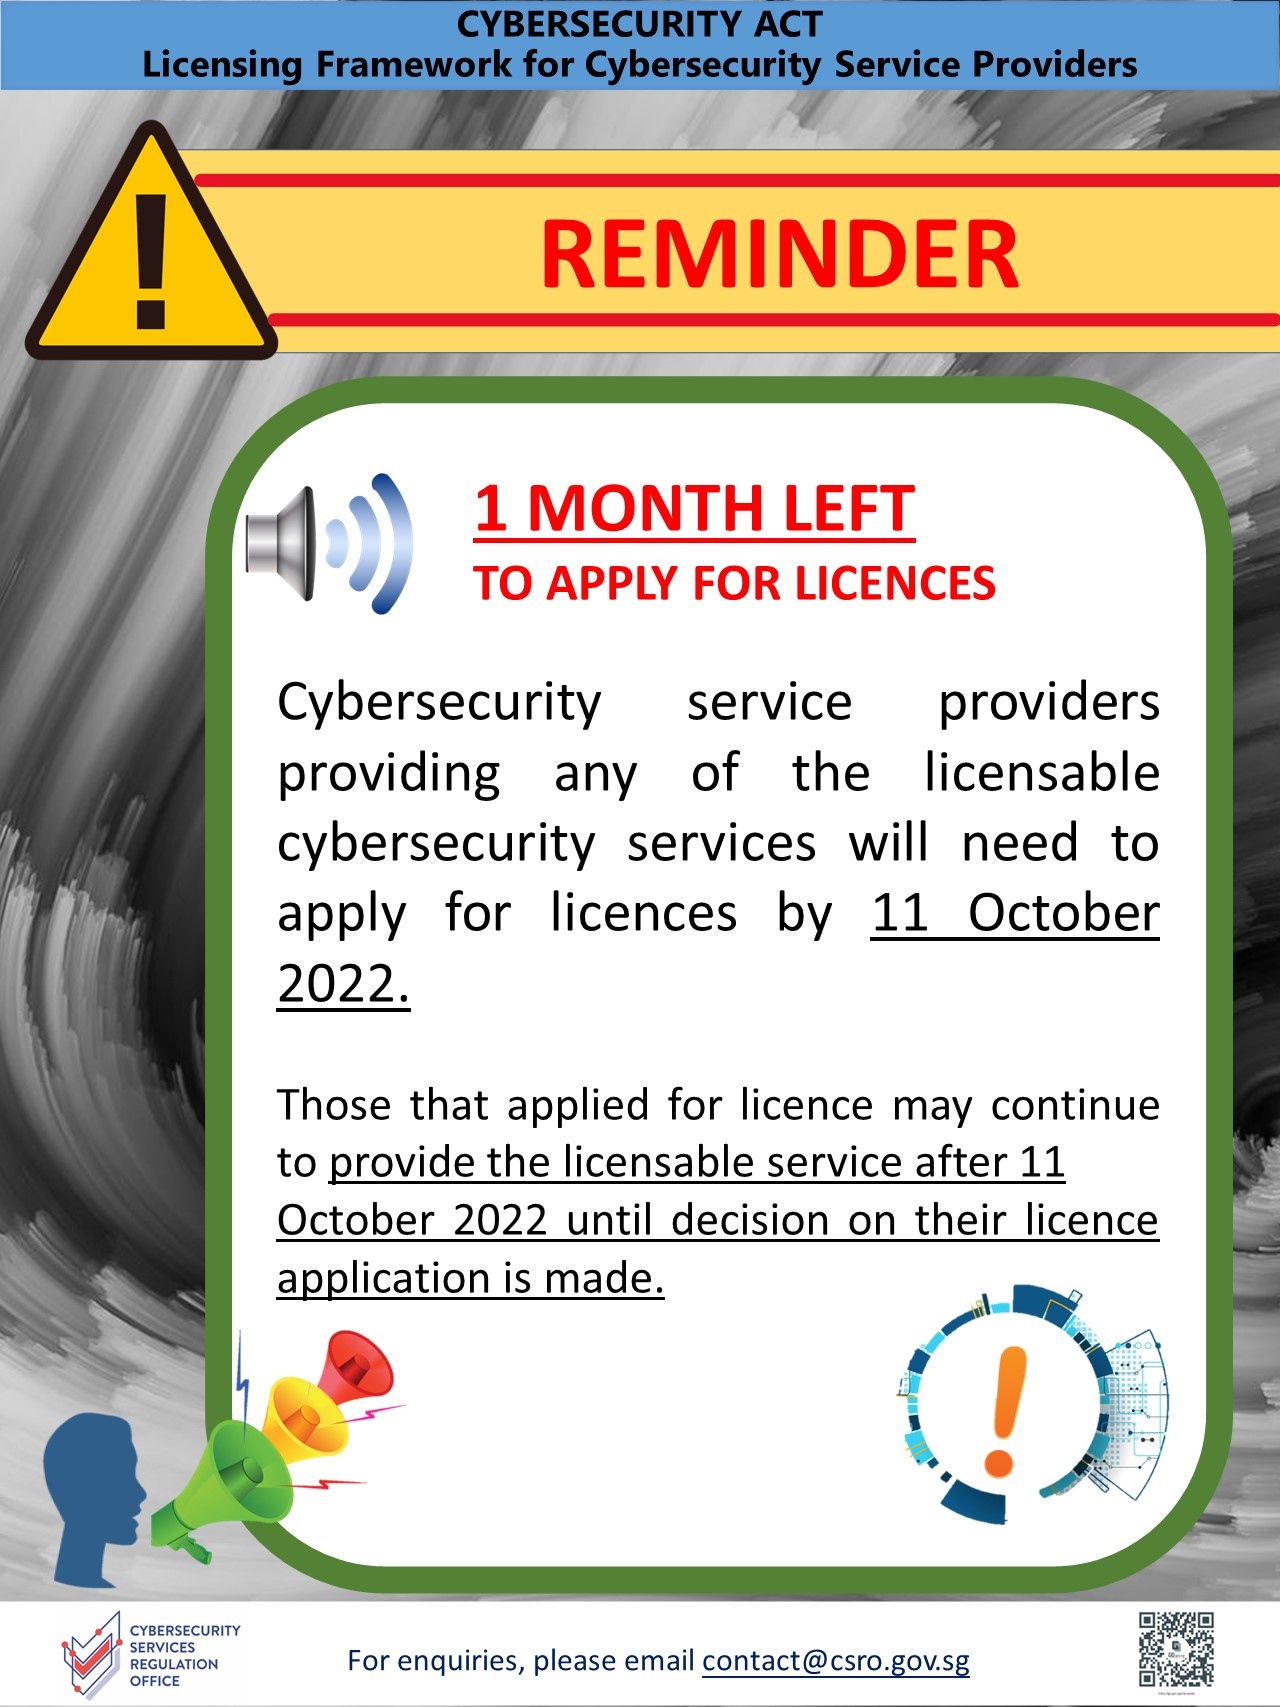 CYBERSECURITY ACT
Licensing Framework for Cybersecurity Service Providers
REMINDER
1 MONTH LEFT
TO APPLY FOR LICENCES
Cybersecurity service providers
providing any of the licensable
cybersecurity services will need to
apply for licences by 11 October
2022.
Those that applied for licence may continue
to provide the licensable service after 11
October 2022 until decision on their licence
application is made.
CYBERSECURITY
SERVICES
REGULATION
OFFICE
For enquiries, please email contact@csro.gov.sg